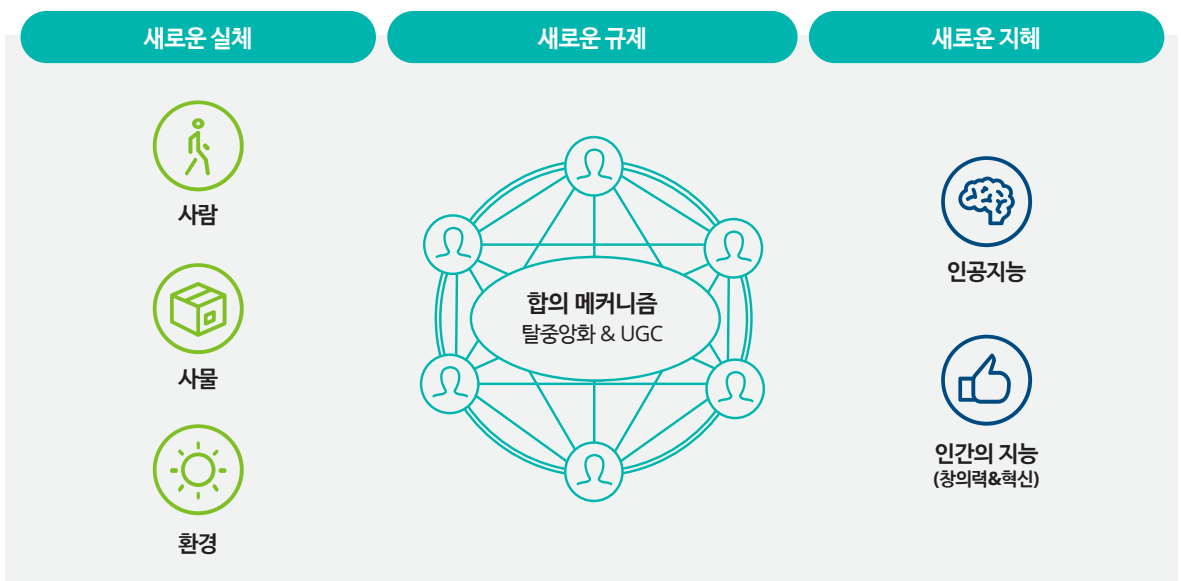 새로운 실체
새로운 규제
새로운 지혜
사람
사물
환경
합의 메커니즘
탈중앙화 & UGC
인공지능
인간의 지능
(창의력&혁신)